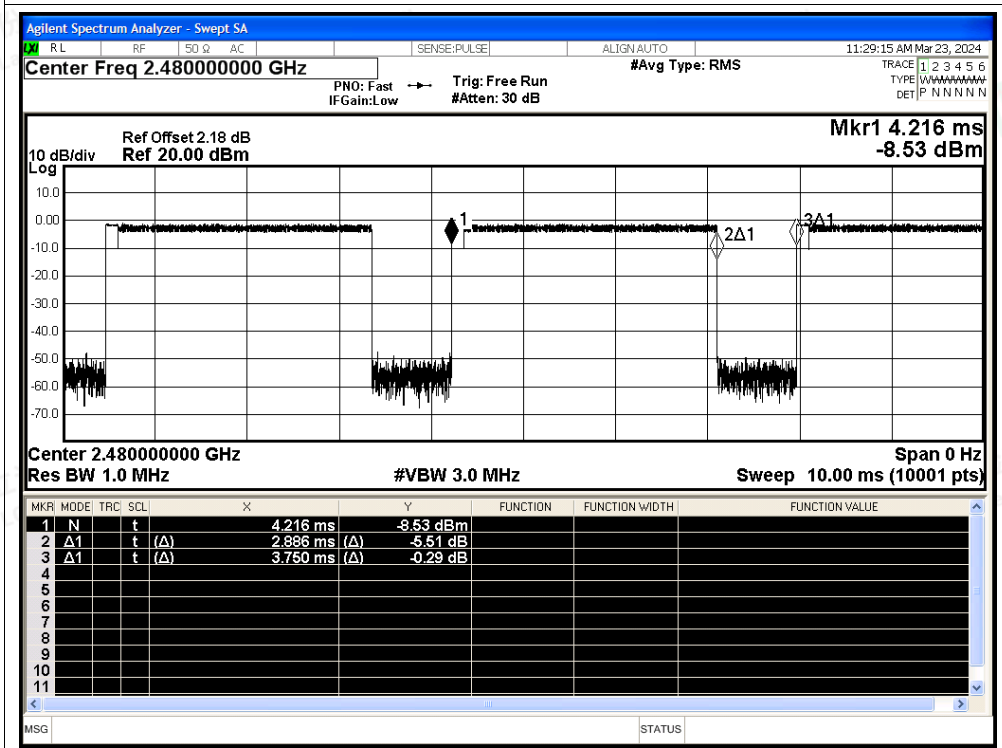 Agilent Spectrum Analyzer - Swept SA
LXI RL RF 50 Ω AC SENSE:PULSE ALIGN AUTO 11:29:15 AM Mar 23, 2024
Center Freq 2.480000000 GHz #Avg Type: RMS TRACE 1 2 3 4 5 6
PNO: Fast Trig: Free Run TYPE WWWWWW
IFGain:Low #Atten: 30 dB DET P N N N N N
Mkr1 4.216 ms
Ref Offset 2.18 dB
10 dB/div Ref 20.00 dBm -8.53 dBm
Log
10.0
0.00 1 3Δ1
2Δ1
-10.0
-20.0
-30.0
-40.0
-50.0
-60.0
-70.0
Center 2.480000000 GHz Span 0 Hz
Res BW 1.0 MHz #VBW 3.0 MHz Sweep 10.00 ms (10001 pts)
MKR MODE TRC SCL X Y FUNCTION FUNCTION WIDTH FUNCTION VALUE
1 N t 4.216 ms -8.53 dBm
2 Δ1 t (Δ) 2.886 ms (Δ) -5.51 dB
3 Δ1 t (Δ) 3.750 ms (Δ) -0.29 dB
4
5
6
7
8
9
10
11
MSG STATUS